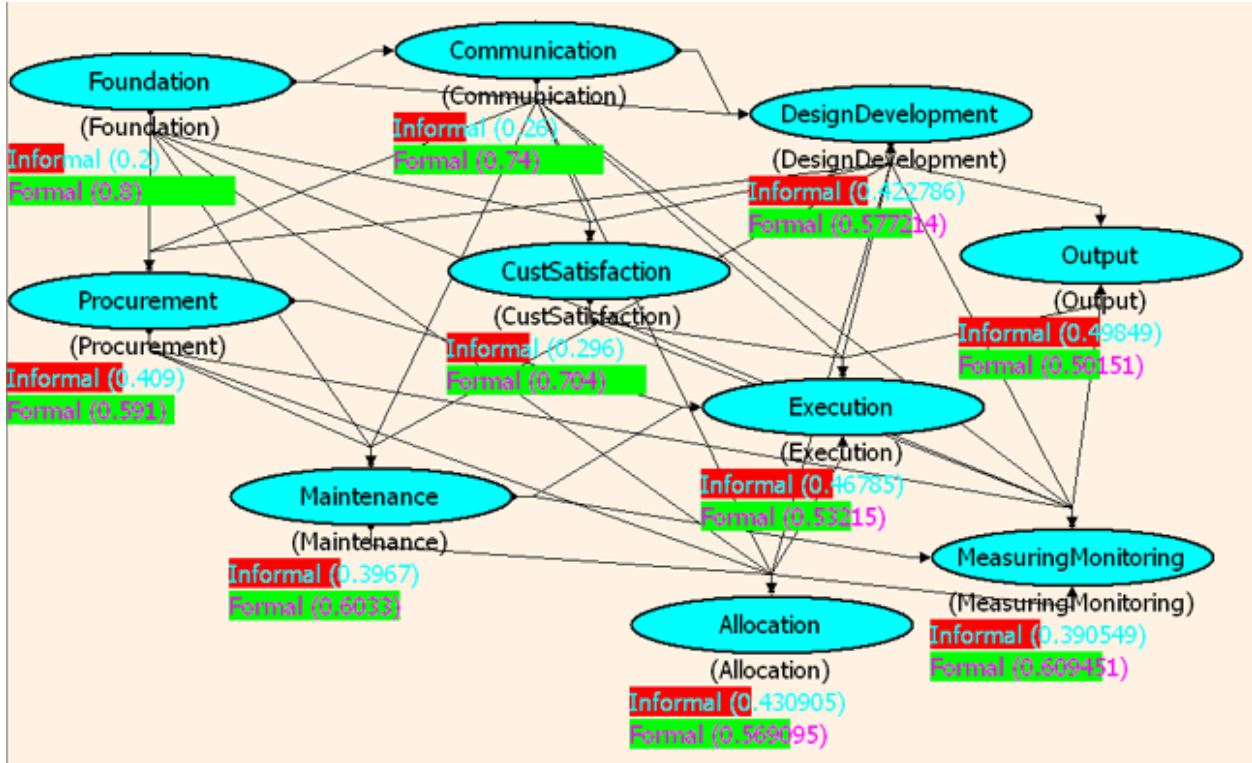 Communication
Foundation
(Communication)
DesignDevelopment
(Foundation)
Informal (0.26)
Formal (0.74)
(DesignDevelopment)
Informal (0.2)
Formal (0.8)
Informal (0.422786)
Formal (0.577214)
Output
CustSatisfaction
Procurement
(Output)
(CustSatisfaction)
Informal (0.49849)
Formal (0.50151)
(Procurement)
Informal (0.296)
Formal (0.704)
Informal (0.409)
Formal (0.591)
Execution
(Execution)
Informal (0.46785)
Formal (0.53215)
Maintenance
(Maintenance)
Informal (0.3967)
Formal (0.6033)
MeasuringMonitoring
(MeasuringMonitoring)
Informal (0.390549)
Formal (0.609451)
Allocation
(Allocation)
Informal (0.430905)
Formal (0.569095)